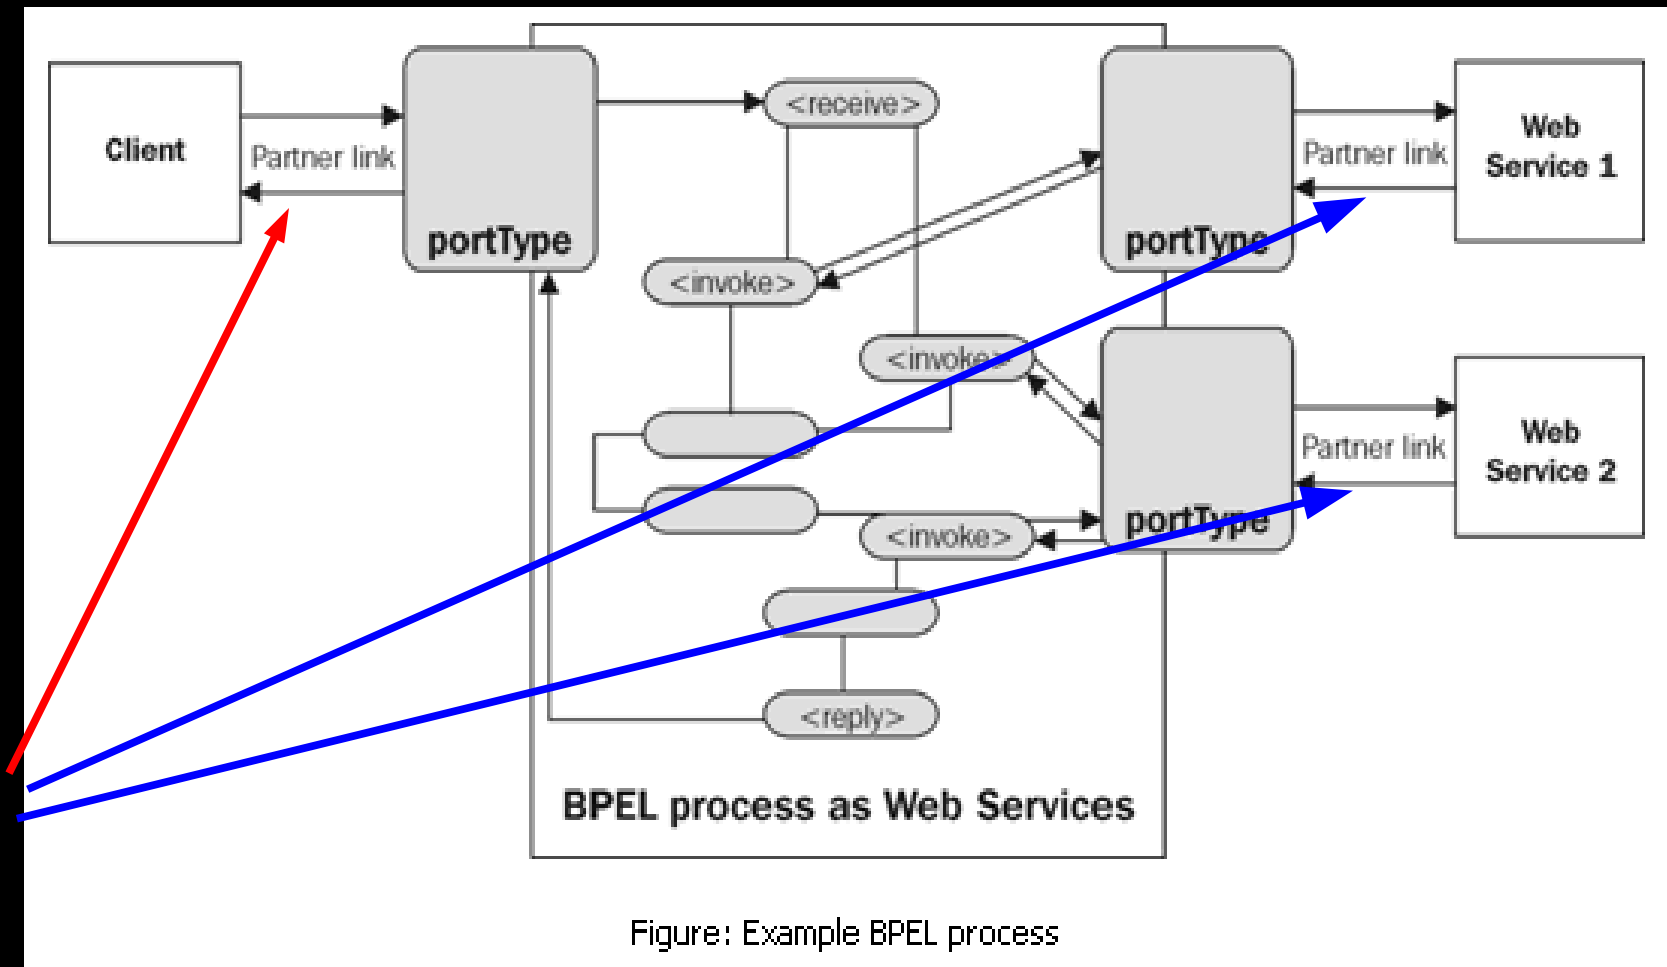 Client
Partner link
portType
<receive>
<invoke>
<invoke>
<invoke>
<reply>
portType
Partner link
Web
Service 1
portType
Partner link
Web
Service 2
BPEL process as Web Services
Figure: Example BPEL process